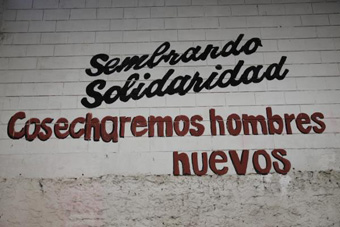 Sembrando
Solidaridad
Cosecharemos hombres
nuevos